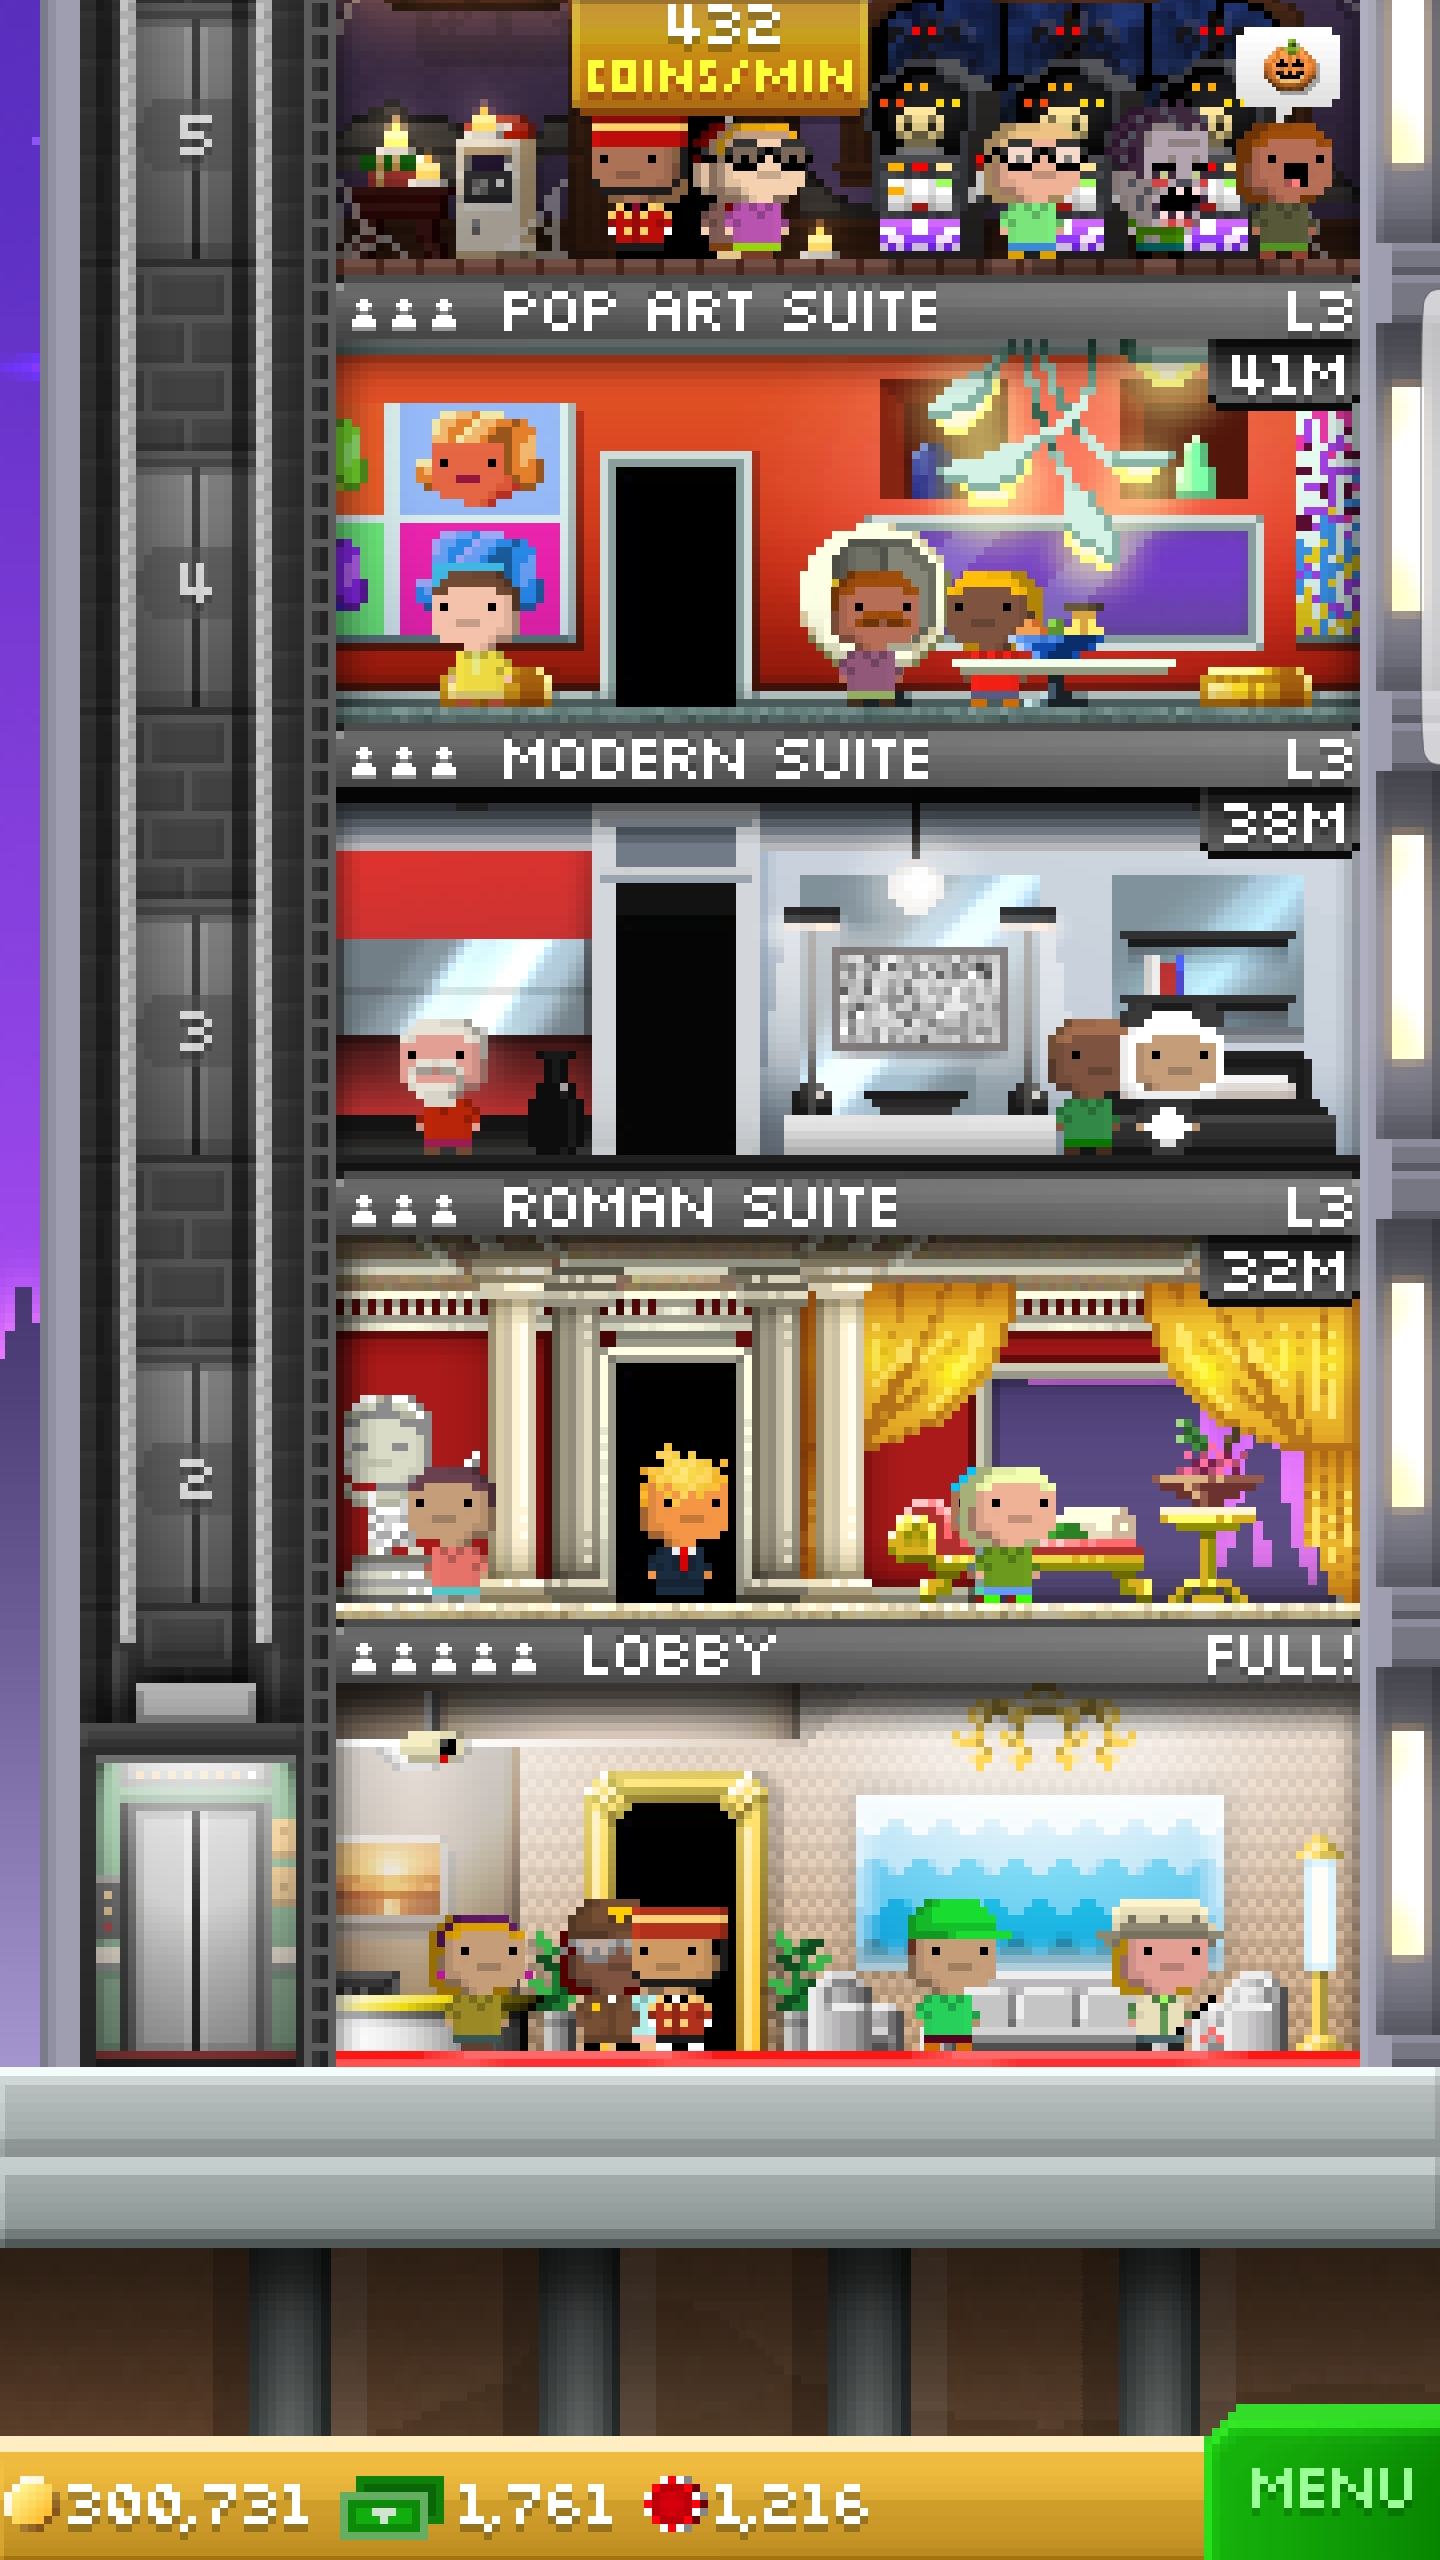 432
COINS/MIN
5
POP ART SUITE L3
41M
4
MODERN SUITE L3
38M
3
ROMAN SUITE L3
32M
2
LOBBY FULL!
300,731 1,761 1,216 MENU